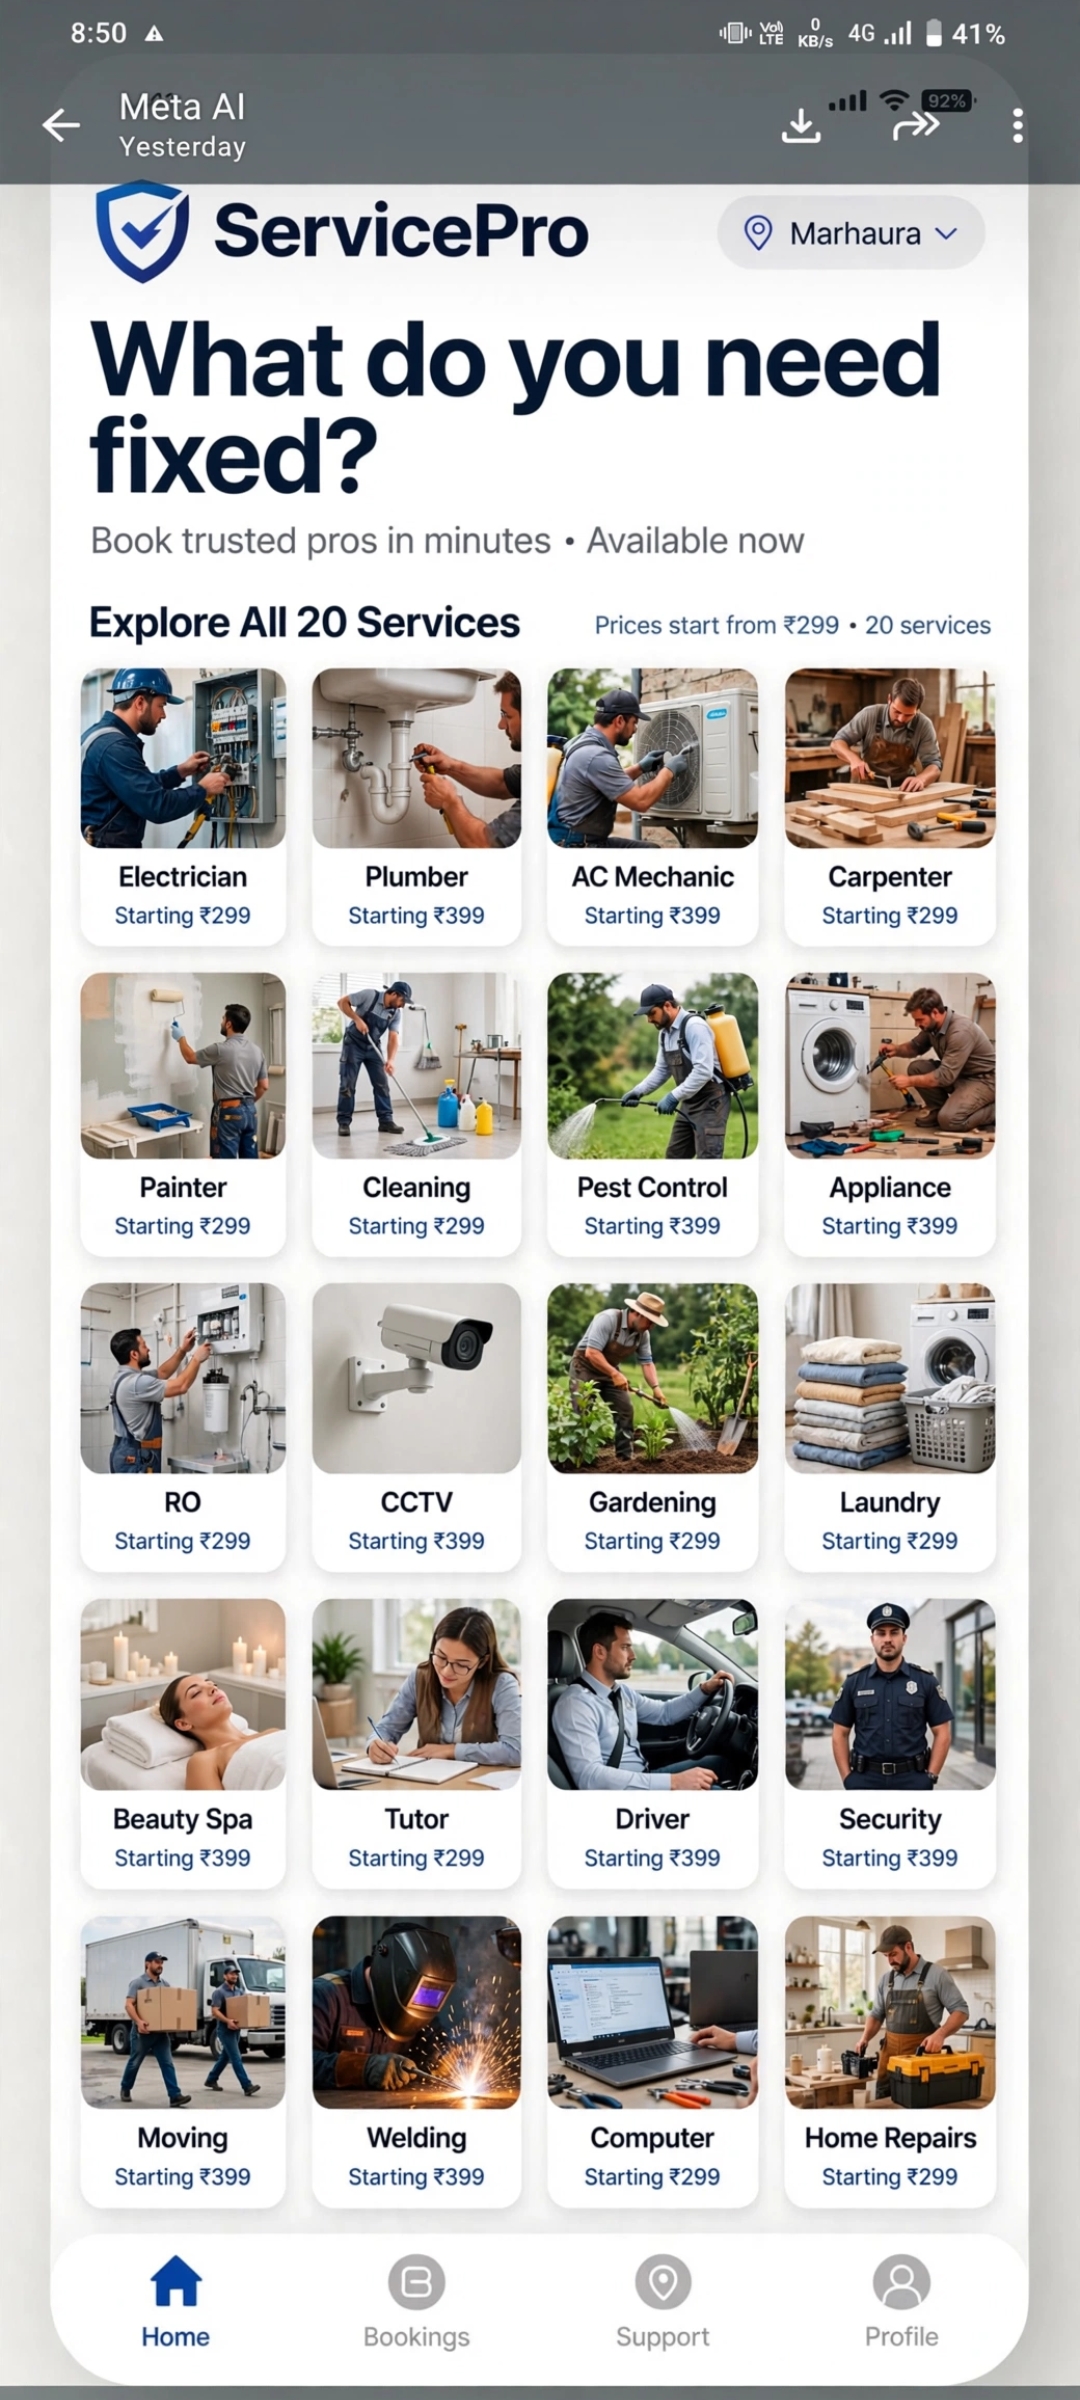 8:50
Vo) LTE 0 KB/s 4G 41%
Meta AI
Yesterday
92%
ServicePro
Marhaura
What do you need
fixed?
Book trusted pros in minutes • Available now
Explore All 20 Services
Prices start from ₹299 • 20 services
Electrician
Starting ₹299
Plumber
Starting ₹399
AC Mechanic
Starting ₹399
Carpenter
Starting ₹299
Painter
Starting ₹299
Cleaning
Starting ₹299
Pest Control
Starting ₹399
Appliance
Starting ₹399
RO
Starting ₹299
CCTV
Starting ₹399
Gardening
Starting ₹299
Laundry
Starting ₹299
Beauty Spa
Starting ₹399
Tutor
Starting ₹299
Driver
Starting ₹399
Security
Starting ₹399
Moving
Starting ₹399
Welding
Starting ₹399
Computer
Starting ₹299
Home Repairs
Starting ₹299
Home
Bookings
Support
Profile